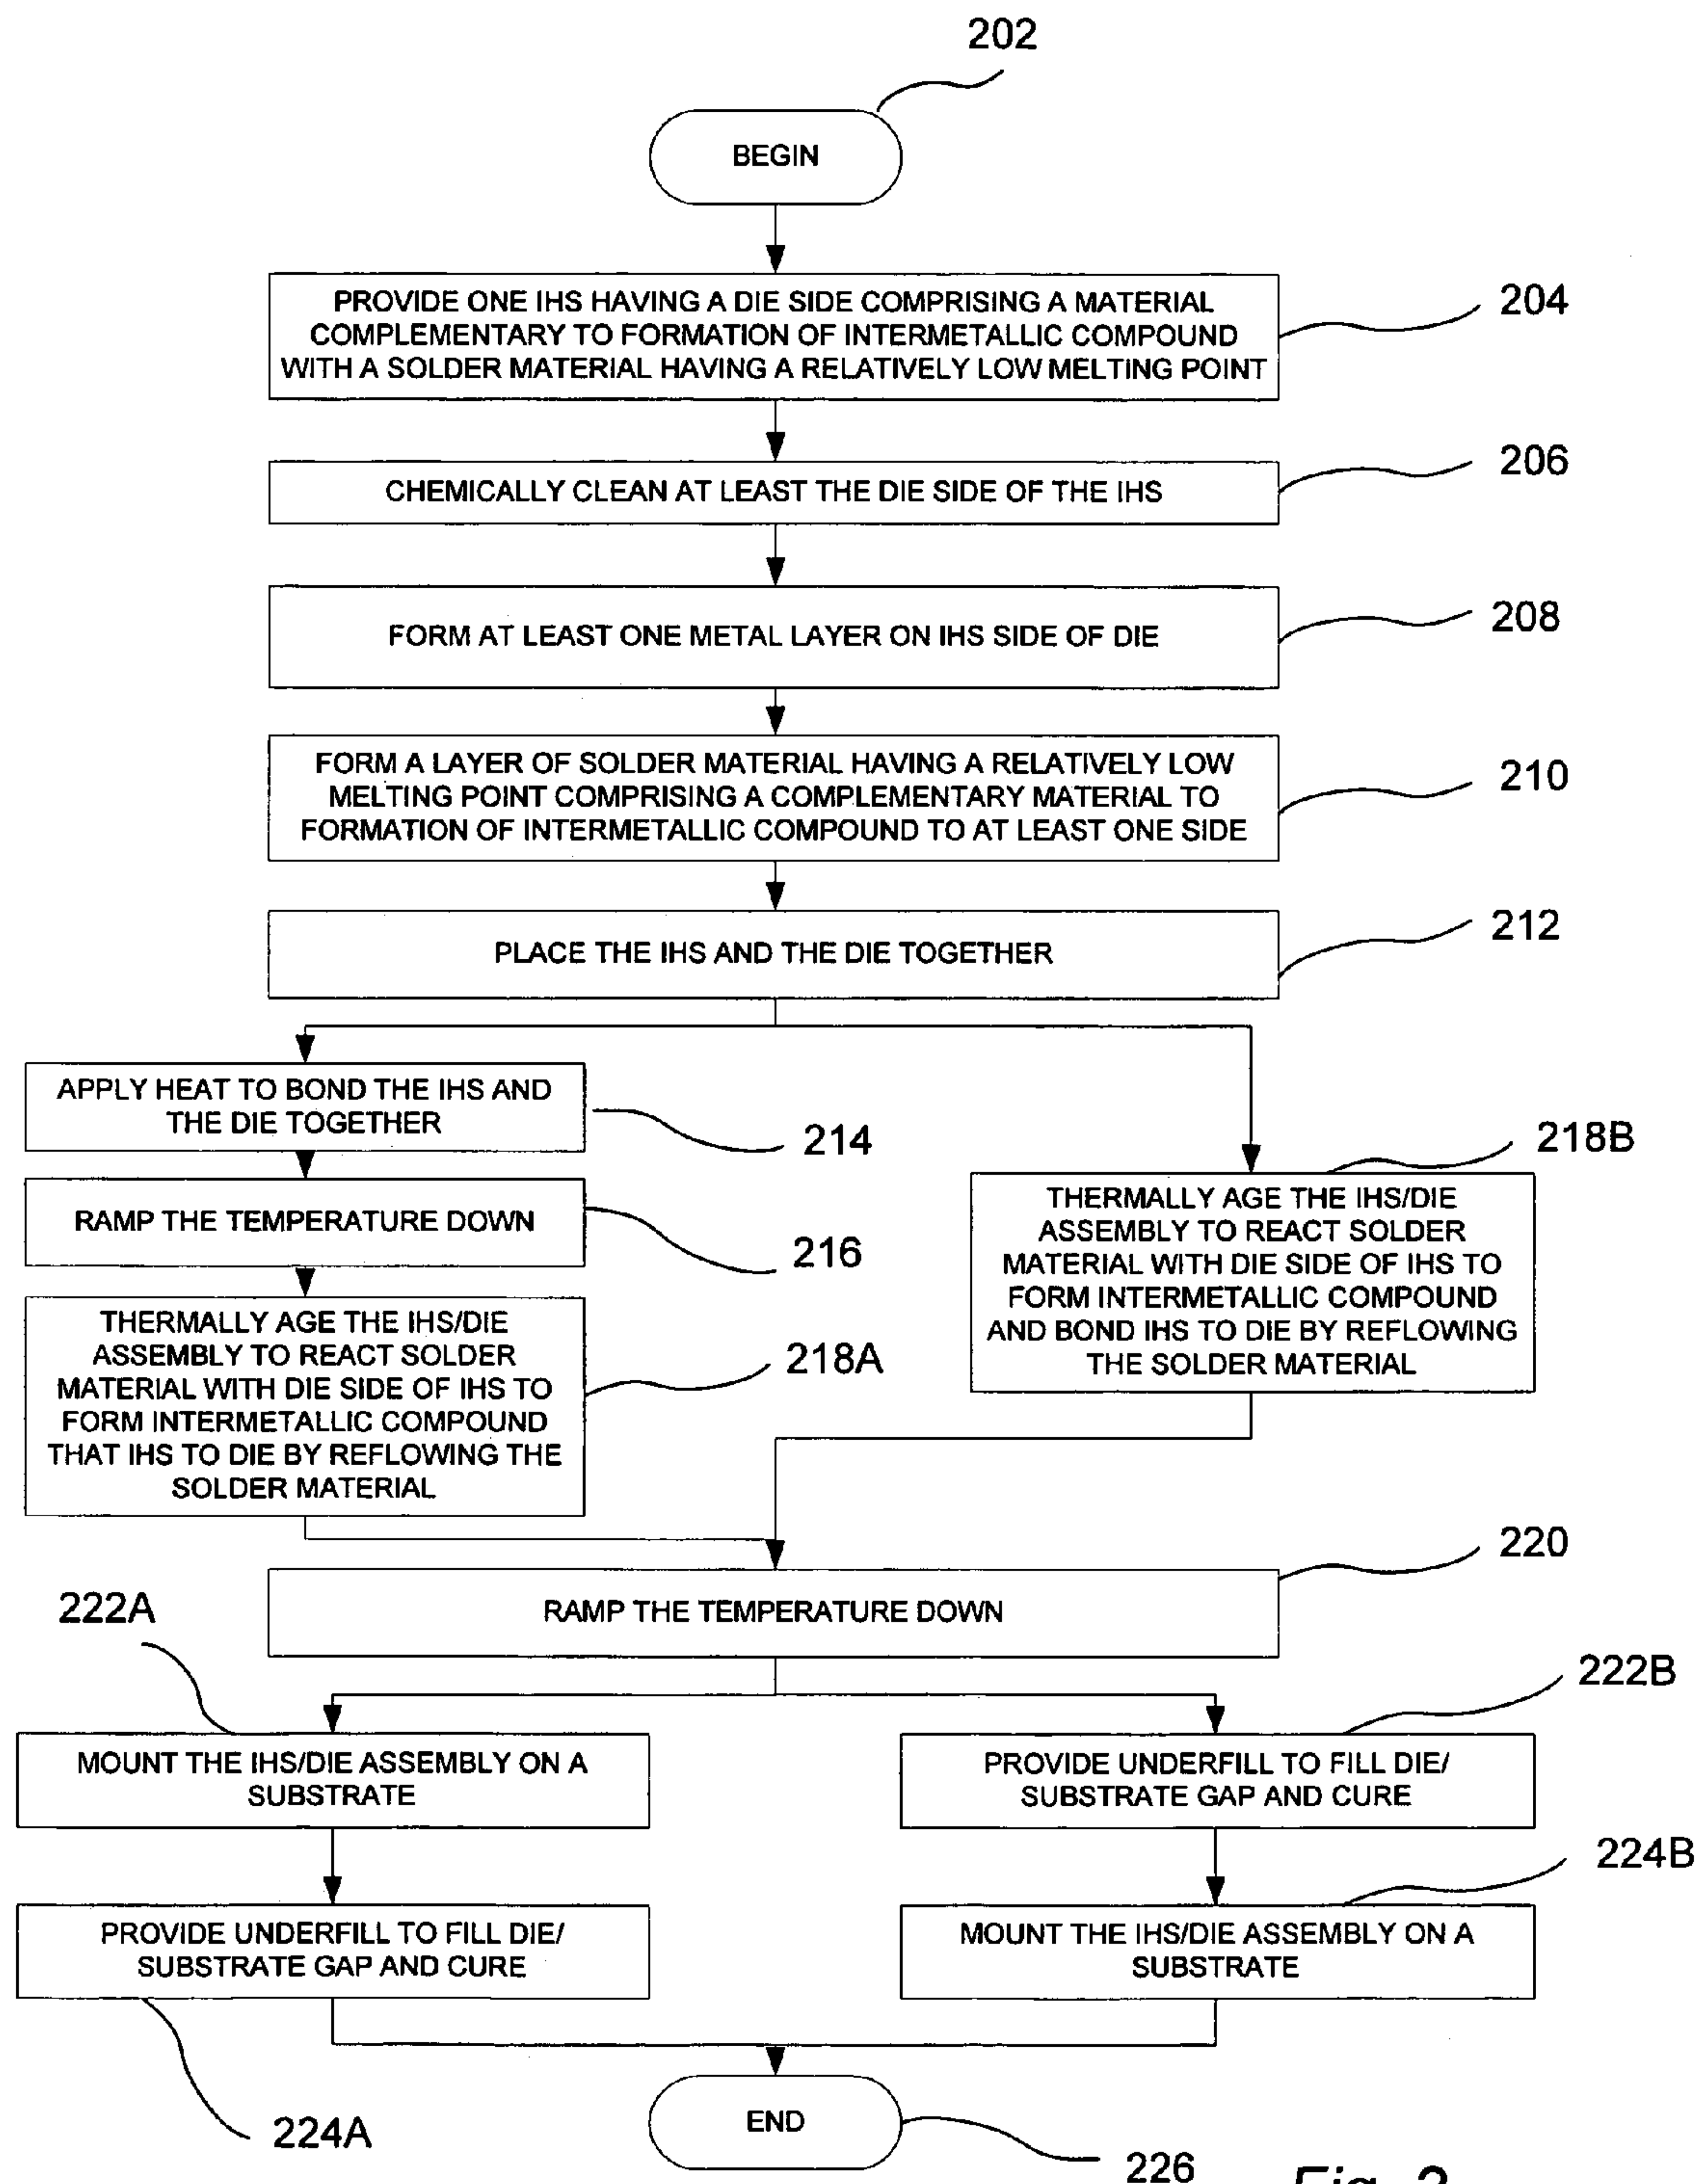 202
BEGIN
PROVIDE ONE IHS HAVING A DIE SIDE COMPRISING A MATERIAL
COMPLEMENTARY TO FORMATION OF INTERMETALLIC COMPOUND
WITH A SOLDER MATERIAL HAVING A RELATIVELY LOW MELTING POINT
204
CHEMICALLY CLEAN AT LEAST THE DIE SIDE OF THE IHS
206
FORM AT LEAST ONE METAL LAYER ON IHS SIDE OF DIE
208
FORM A LAYER OF SOLDER MATERIAL HAVING A RELATIVELY LOW
MELTING POINT COMPRISING A COMPLEMENTARY MATERIAL TO
FORMATION OF INTERMETALLIC COMPOUND TO AT LEAST ONE SIDE
210
PLACE THE IHS AND THE DIE TOGETHER
212
APPLY HEAT TO BOND THE IHS AND
THE DIE TOGETHER
214
RAMP THE TEMPERATURE DOWN
216
THERMALLY AGE THE IHS/DIE
ASSEMBLY TO REACT SOLDER
MATERIAL WITH DIE SIDE OF IHS TO
FORM INTERMETALLIC COMPOUND
THAT IHS TO DIE BY REFLOWING THE
SOLDER MATERIAL
218A
218B
THERMALLY AGE THE IHS/DIE
ASSEMBLY TO REACT SOLDER
MATERIAL WITH DIE SIDE OF IHS TO
FORM INTERMETALLIC COMPOUND
AND BOND IHS TO DIE BY REFLOWING
THE SOLDER MATERIAL
220
RAMP THE TEMPERATURE DOWN
222A
MOUNT THE IHS/DIE ASSEMBLY ON A
SUBSTRATE
222B
PROVIDE UNDERFILL TO FILL DIE/
SUBSTRATE GAP AND CURE
PROVIDE UNDERFILL TO FILL DIE/
SUBSTRATE GAP AND CURE
224A
224B
MOUNT THE IHS/DIE ASSEMBLY ON A
SUBSTRATE
END
226
Fig. 2